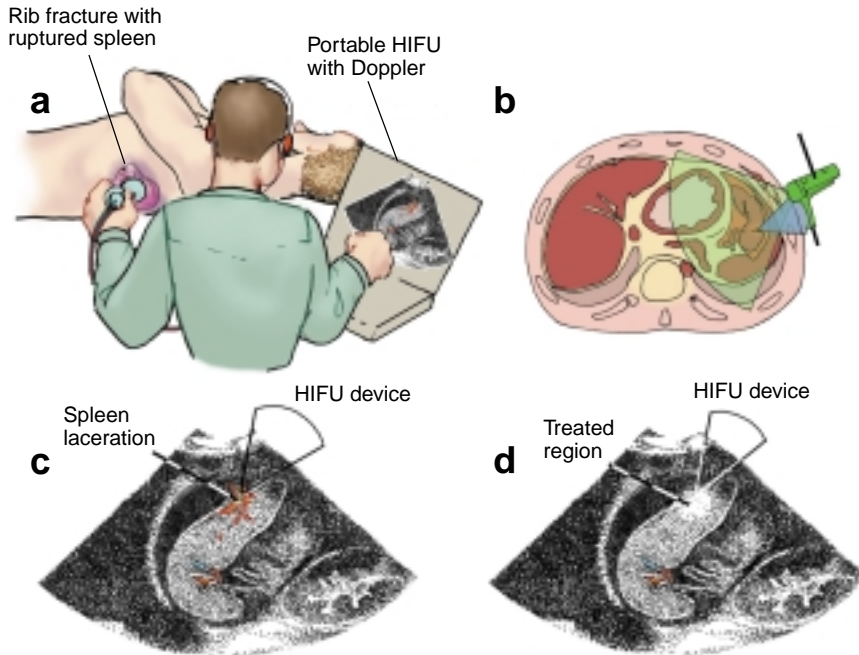 Rib fracture with
ruptured spleen
Portable HIFU
with Doppler
a
b
HIFU device
Spleen
laceration
c
HIFU device
Treated
region
d